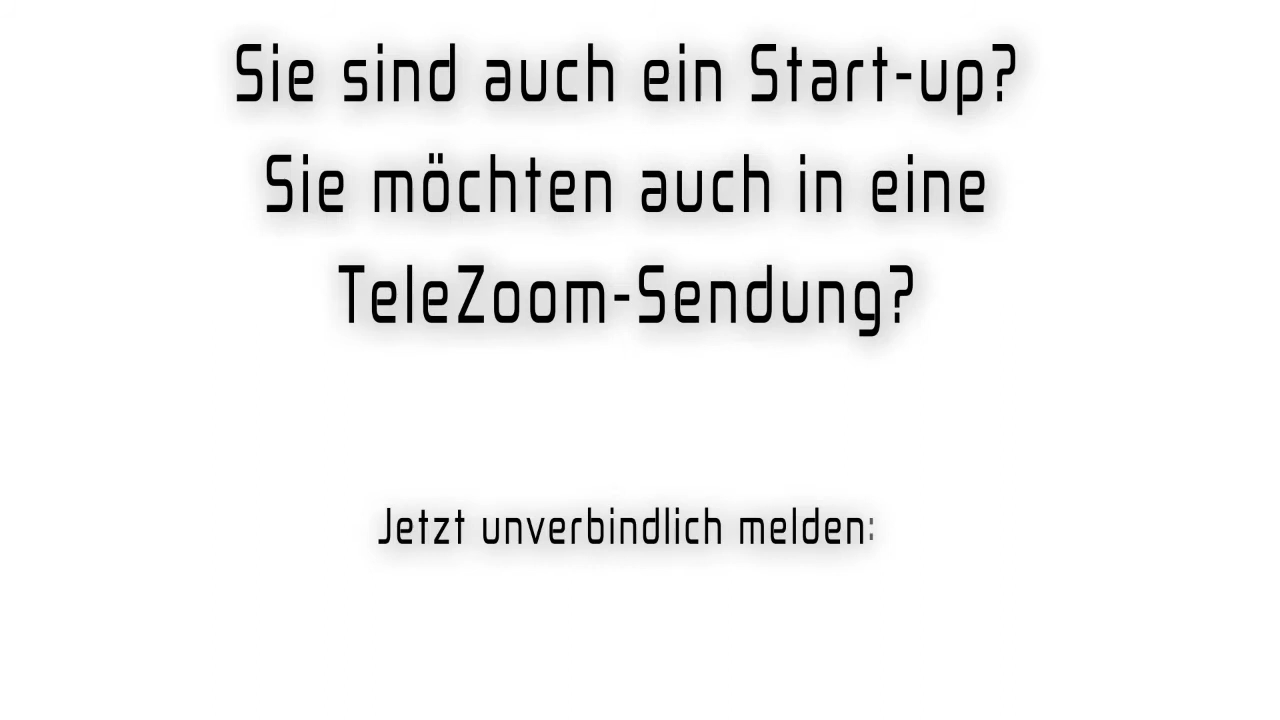 Sie sind auch ein Start-up?
Sie möchten auch in eine
TeleZoom-Sendung?
Jetzt unverbindlich melden: